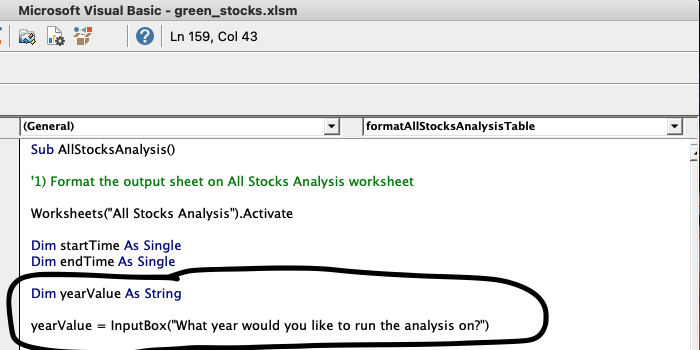 Microsoft Visual Basic - green_stocks.xlsm
Ln 159, Col 43
(General) formatAllStocksAnalysisTable
Sub AllStocksAnalysis()
'1) Format the output sheet on All Stocks Analysis worksheet
Worksheets("All Stocks Analysis").Activate
Dim startTime As Single
Dim endTime As Single
Dim yearValue As String
yearValue = InputBox("What year would you like to run the analysis on?")